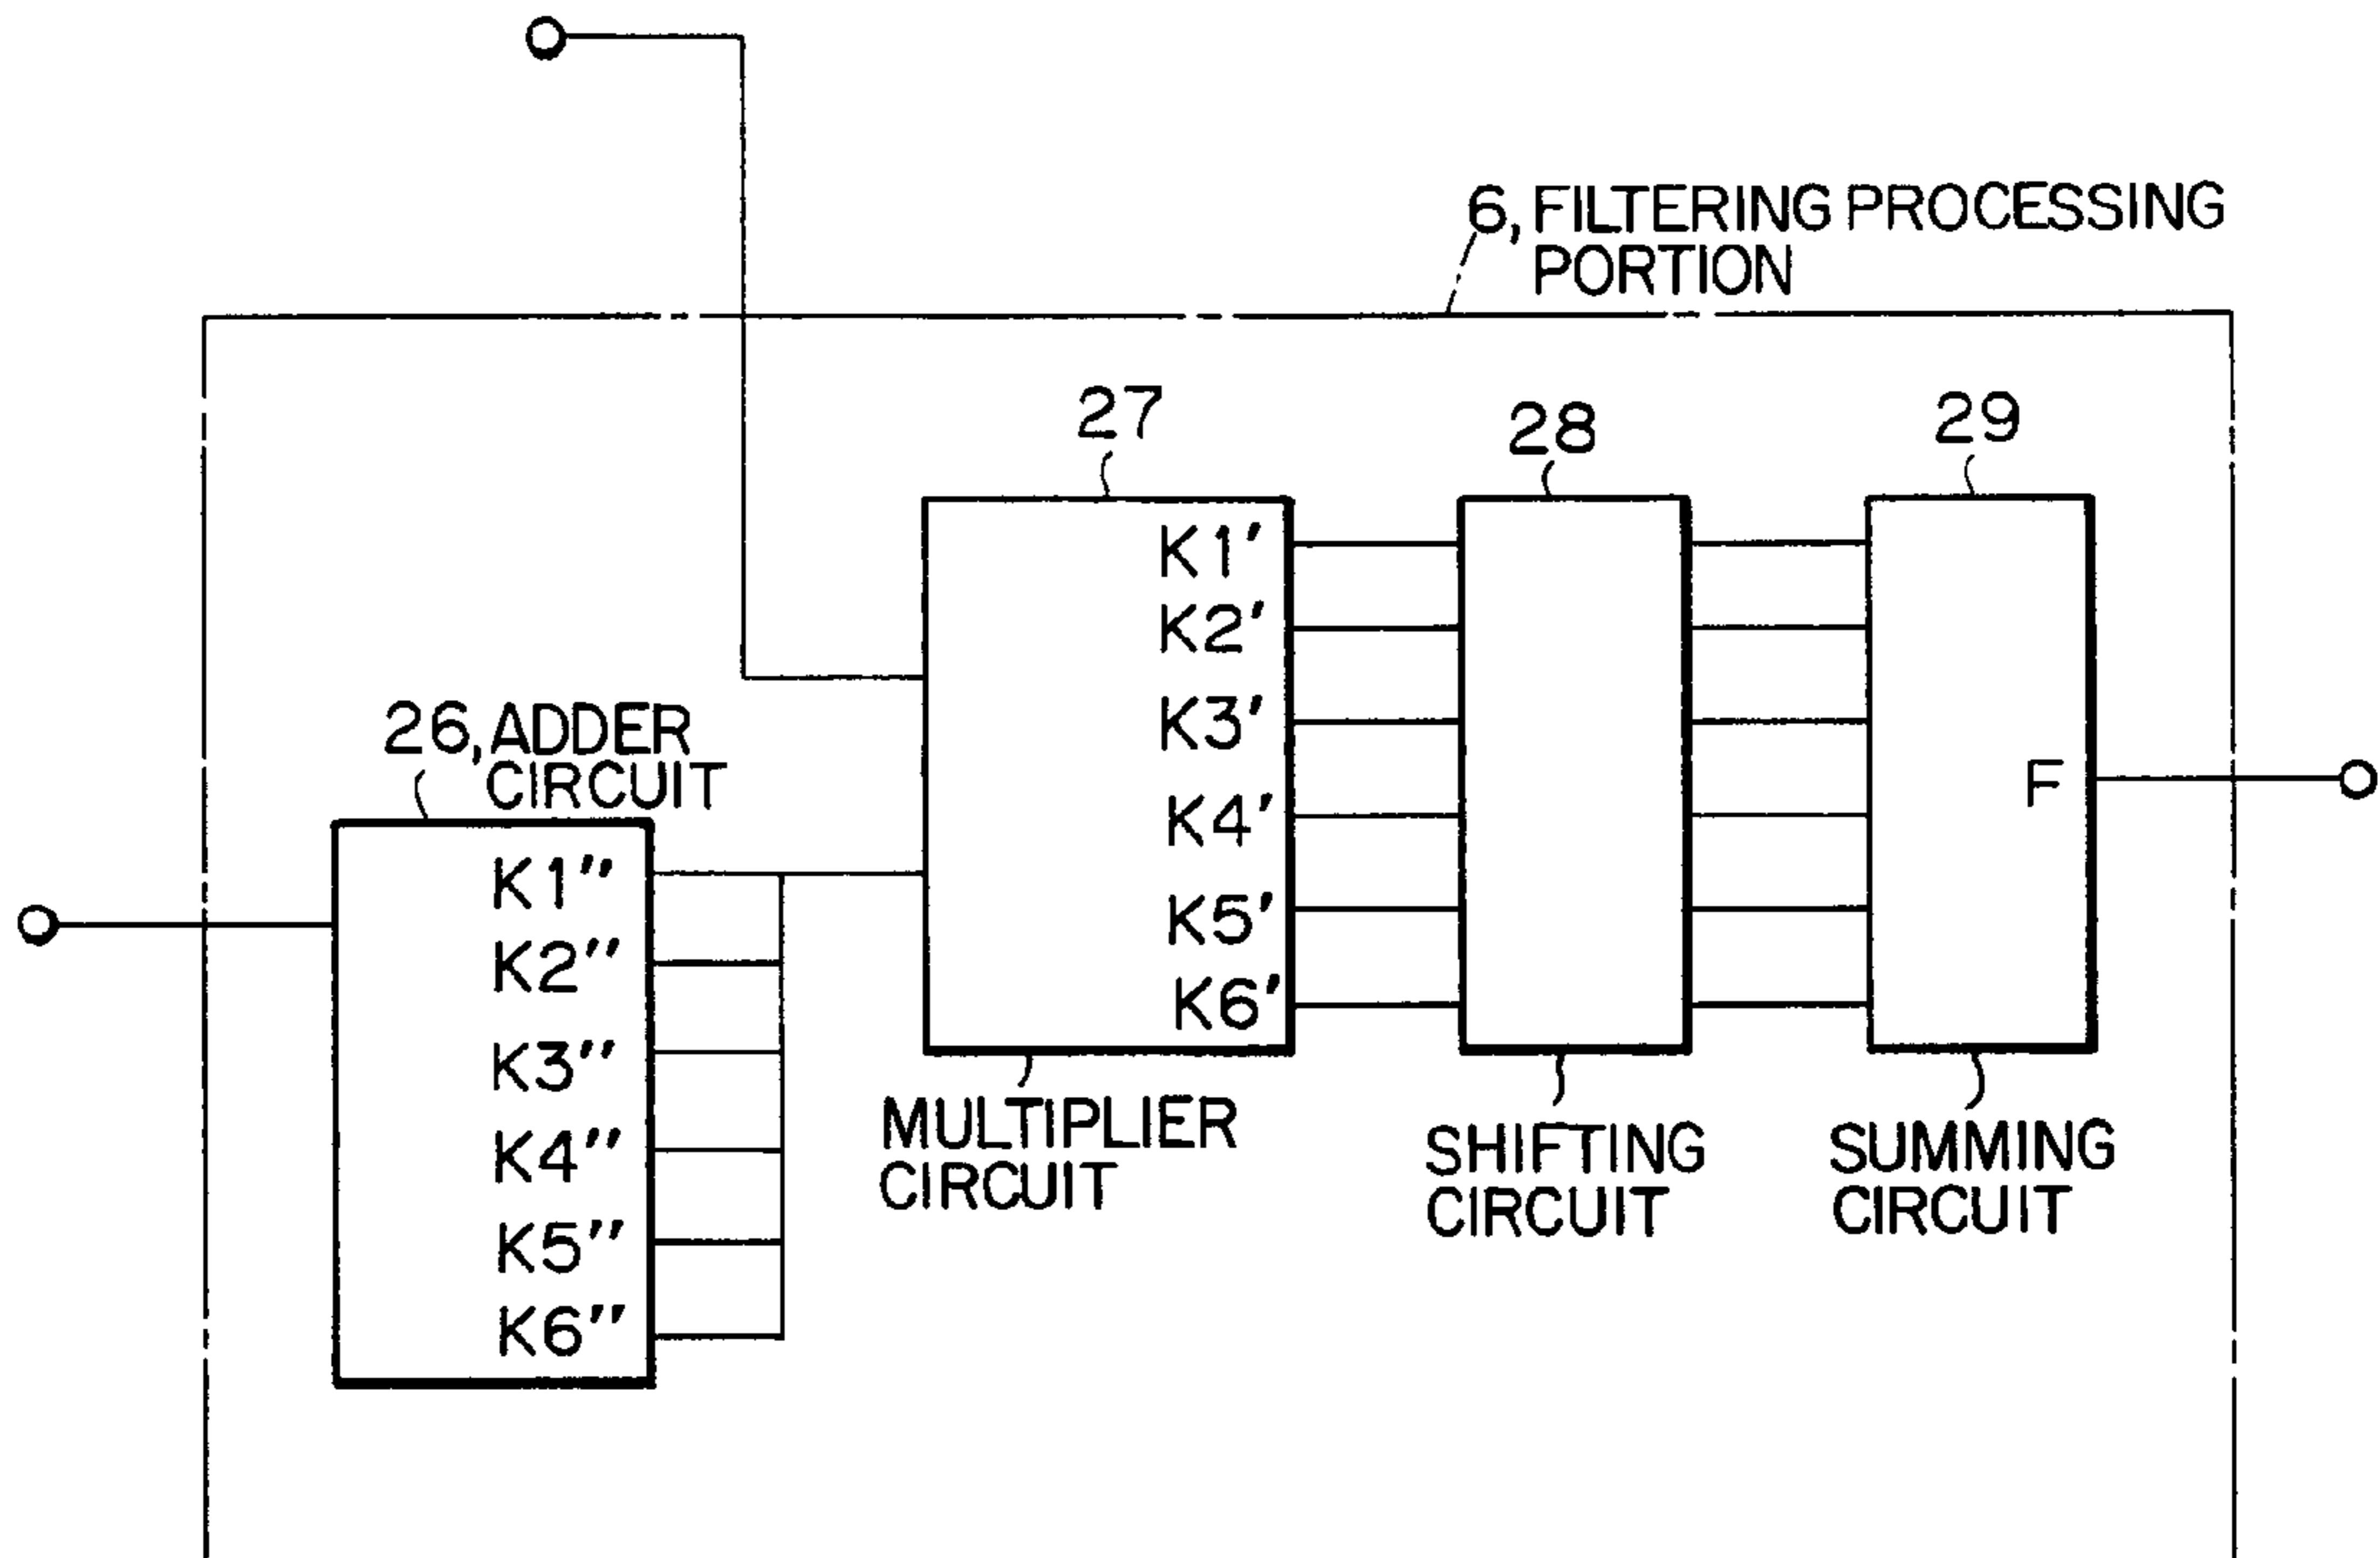 6, FILTERING PROCESSING
PORTION
27
28
29
K1'
K2'
K3'
K4'
K5'
K6'
F
26, ADDER
CIRCUIT
K1"
K2"
K3"
K4"
K5"
K6"
MULTIPLIER
CIRCUIT
SHIFTING
CIRCUIT
SUMMING
CIRCUIT